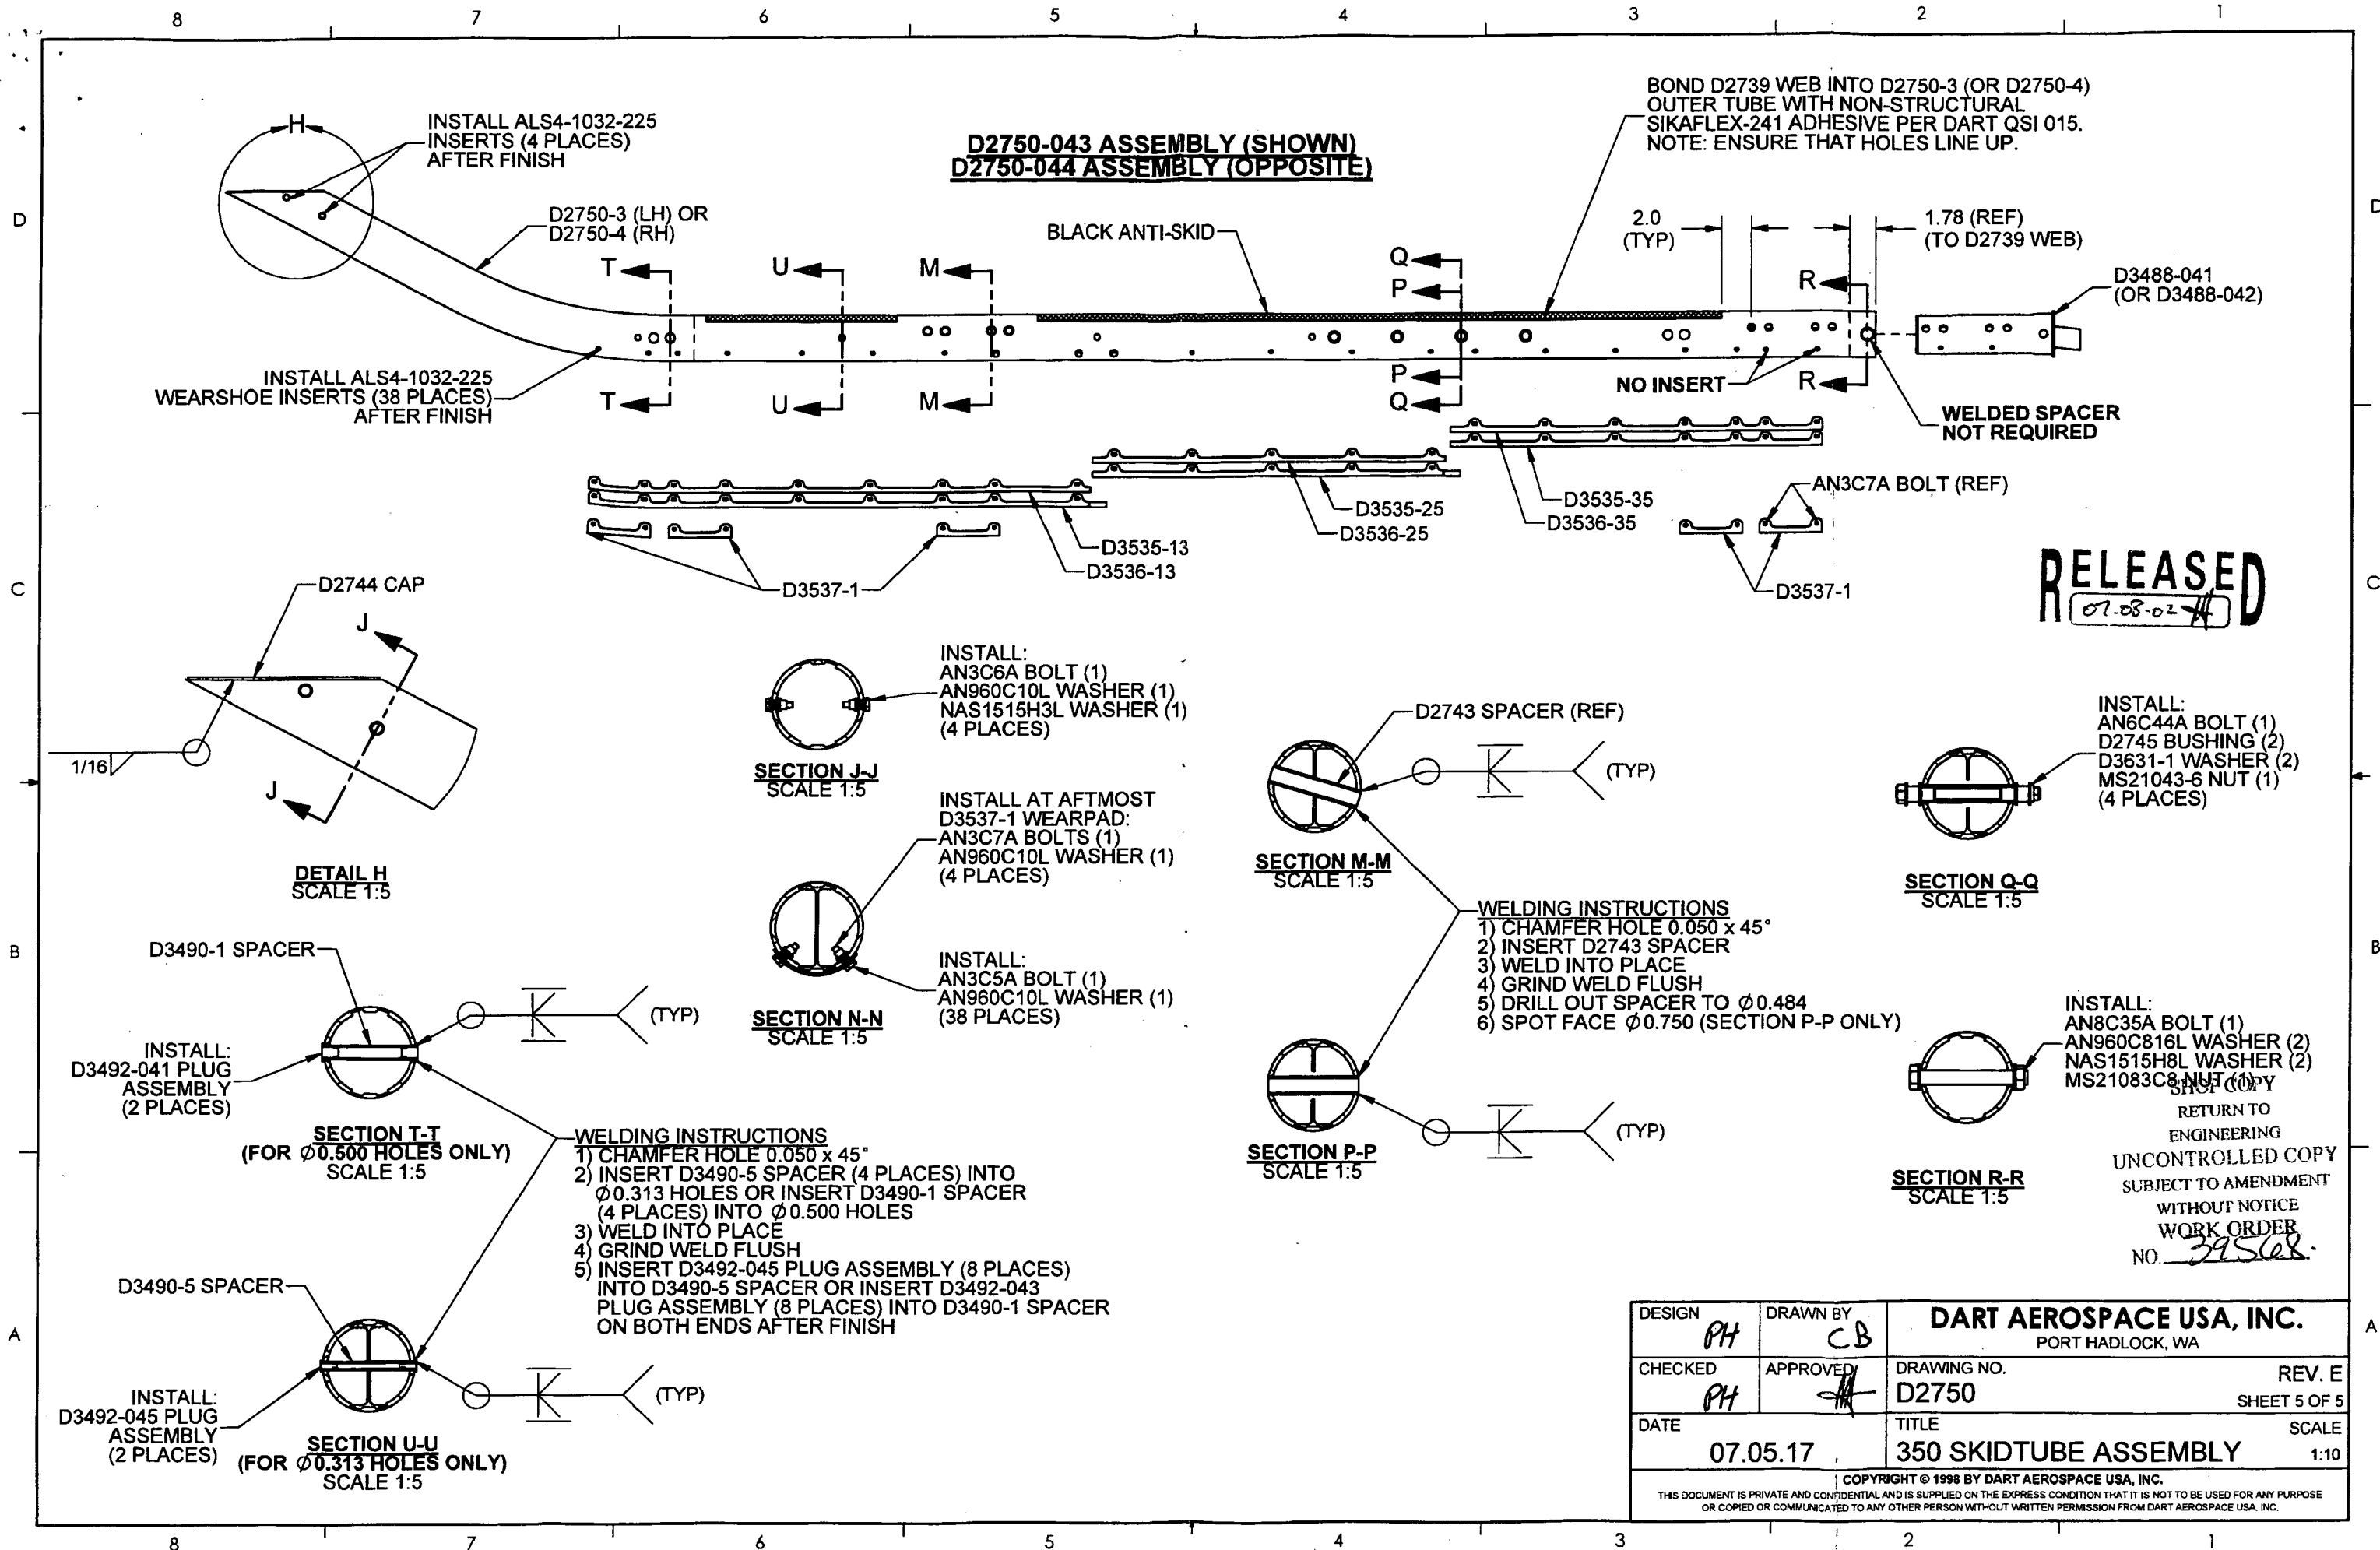 8 7 6 5 4 3 2 1
D
D
C
C
B
B
A
A
H
INSTALL ALS4-1032-225
INSERTS (4 PLACES)
AFTER FINISH
D2750-043 ASSEMBLY (SHOWN)
D2750-044 ASSEMBLY (OPPOSITE)
BOND D2739 WEB INTO D2750-3 (OR D2750-4)
OUTER TUBE WITH NON-STRUCTURAL
SIKAFLEX-241 ADHESIVE PER DART QSI 015.
NOTE: ENSURE THAT HOLES LINE UP.
D2750-3 (LH) OR
D2750-4 (RH)
BLACK ANTI-SKID
2.0
(TYP)
1.78 (REF)
(TO D2739 WEB)
D3488-041
(OR D3488-042)
T U M Q
P
R
INSTALL ALS4-1032-225
WEARSHOE INSERTS (38 PLACES)
AFTER FINISH
T U M P
Q
R
NO INSERT
WELDED SPACER
NOT REQUIRED
AN3C7A BOLT (REF)
D3535-13
D3536-13
D3535-25
D3536-25
D3535-35
D3536-35
D3537-1
D3537-1
RELEASED
07.08.02
D2744 CAP
J
J
1/16
DETAIL H
SCALE 1:5
INSTALL:
AN3C6A BOLT (1)
AN960C10L WASHER (1)
NAS1515H3L WASHER (1)
(4 PLACES)
SECTION J-J
SCALE 1:5
INSTALL AT AFTMOST
D3537-1 WEARPAD:
AN3C7A BOLTS (1)
AN960C10L WASHER (1)
(4 PLACES)
INSTALL:
AN3C5A BOLT (1)
AN960C10L WASHER (1)
(38 PLACES)
SECTION N-N
SCALE 1:5
D2743 SPACER (REF)
(TYP)
SECTION M-M
SCALE 1:5
WELDING INSTRUCTIONS
1) CHAMFER HOLE 0.050 x 45°
2) INSERT D2743 SPACER
3) WELD INTO PLACE
4) GRIND WELD FLUSH
5) DRILL OUT SPACER TO Ø0.484
6) SPOT FACE Ø0.750 (SECTION P-P ONLY)
(TYP)
SECTION P-P
SCALE 1:5
INSTALL:
AN6C44A BOLT (1)
D2745 BUSHING (2)
D3631-1 WASHER (2)
MS21043-6 NUT (1)
(4 PLACES)
SECTION Q-Q
SCALE 1:5
INSTALL:
AN8C35A BOLT (1)
AN960C816L WASHER (2)
NAS1515H8L WASHER (2)
MS21083C8 NUT (1)
SECTION R-R
SCALE 1:5
SHOP COPY
RETURN TO
ENGINEERING
UNCONTROLLED COPY
SUBJECT TO AMENDMENT
WITHOUT NOTICE
WORK ORDER
NO. 39568.
D3490-1 SPACER
(TYP)
INSTALL:
D3492-041 PLUG
ASSEMBLY
(2 PLACES)
SECTION T-T
(FOR Ø0.500 HOLES ONLY)
SCALE 1:5
WELDING INSTRUCTIONS
1) CHAMFER HOLE 0.050 x 45°
2) INSERT D3490-5 SPACER (4 PLACES) INTO
Ø0.313 HOLES OR INSERT D3490-1 SPACER
(4 PLACES) INTO Ø0.500 HOLES
3) WELD INTO PLACE
4) GRIND WELD FLUSH
5) INSERT D3492-045 PLUG ASSEMBLY (8 PLACES)
INTO D3490-5 SPACER OR INSERT D3492-043
PLUG ASSEMBLY (8 PLACES) INTO D3490-1 SPACER
ON BOTH ENDS AFTER FINISH
D3490-5 SPACER
(TYP)
INSTALL:
D3492-045 PLUG
ASSEMBLY
(2 PLACES)
SECTION U-U
(FOR Ø0.313 HOLES ONLY)
SCALE 1:5
DESIGN
PH
DRAWN BY
CB
DART AEROSPACE USA, INC.
PORT HADLOCK, WA
CHECKED
PH
APPROVED
DRAWING NO.
D2750
REV. E
SHEET 5 OF 5
DATE
07.05.17
TITLE
350 SKIDTUBE ASSEMBLY
SCALE
1:10
COPYRIGHT © 1998 BY DART AEROSPACE USA, INC.
THIS DOCUMENT IS PRIVATE AND CONFIDENTIAL AND IS SUPPLIED ON THE EXPRESS CONDITION THAT IT IS NOT TO BE USED FOR ANY PURPOSE
OR COPIED OR COMMUNICATED TO ANY OTHER PERSON WITHOUT WRITTEN PERMISSION FROM DART AEROSPACE USA, INC.
8 7 6 5 4 3 2 1